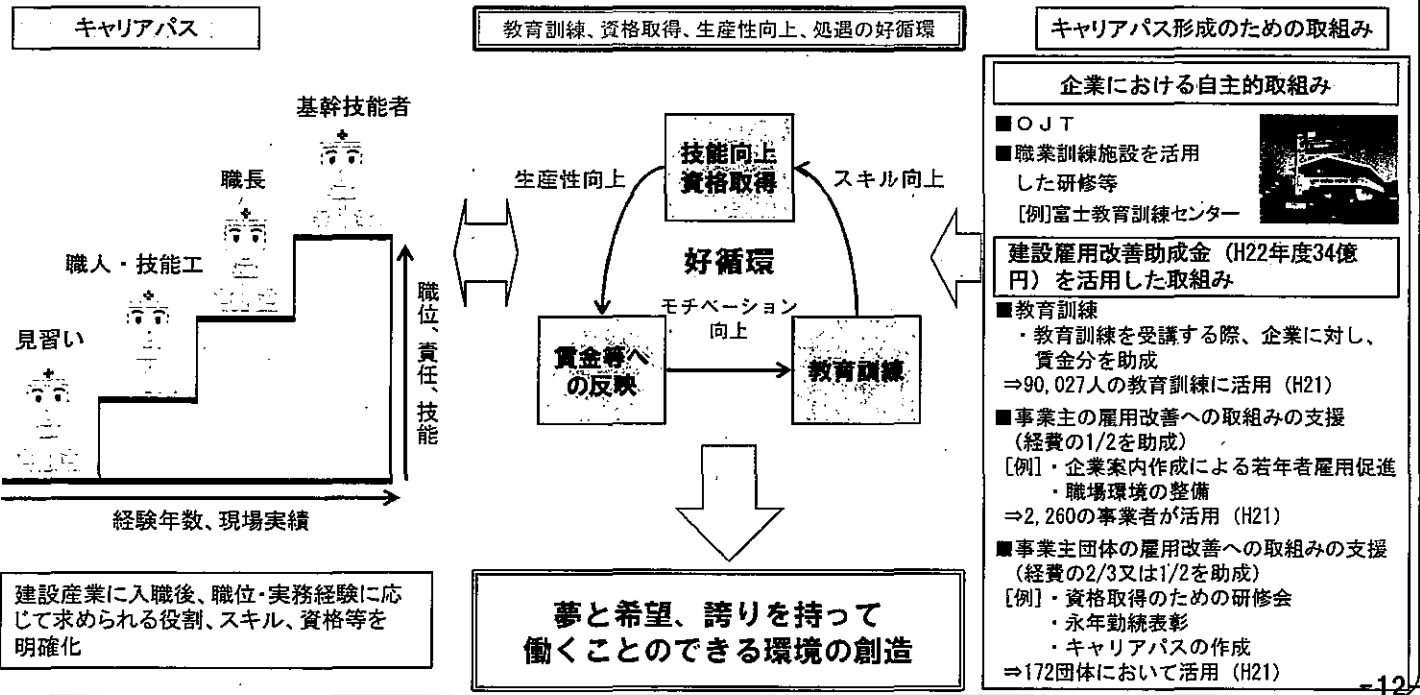 キャリアパス
基幹技能者
職長
職人・技能工
見習い
職位、責任、技能
経験年数、現場実績
建設産業に入職後、職位・実務経験に応
じて求められる役割、スキル、資格等を
明確化
教育訓練、資格取得、生産性向上、処遇の好循環
技能向上
資格取得
生産性向上
スキル向上
好循環
モチベーション
向上
賃金等へ
の反映
教育訓練
夢と希望、誇りを持って
働くことのできる環境の創造
キャリアパス形成のための取組み
企業における自主的取組み
■OJT
■職業訓練施設を活用
した研修等
[例]富士教育訓練センター
建設雇用改善助成金（H22年度34億
円）を活用した取組み
■教育訓練
・教育訓練を受講する際、企業に対し、
賃金分を助成
⇒90,027人の教育訓練に活用（H21）
■事業主の雇用改善への取組みの支援
（経費の1/2を助成）
[例]・企業案内作成による若年者雇用促進
・職場環境の整備
⇒2,260の事業者が活用（H21）
■事業主団体の雇用改善への取組みの支援
（経費の2/3又は1/2を助成）
[例]・資格取得のための研修会
・永年勤続表彰
・キャリアパスの作成
⇒172団体において活用（H21）
-12-